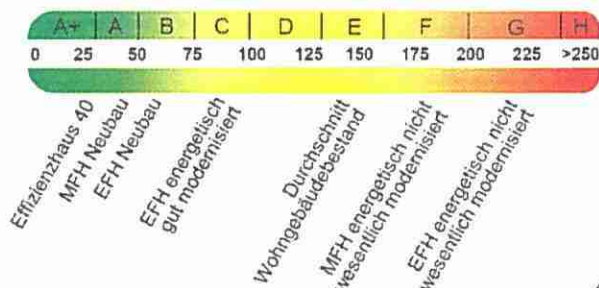 A+ A B C D E F G H
0 25 50 75 100 125 150 175 200 225 >250
Effizienzhaus 40
MFH Neubau
EFH Neubau
EFH energetisch
gut modernisiert
Durchschnitt
Wohngebäudebestand
MFH energetisch nicht
wesentlich modernisiert
EFH energetisch nicht
wesentlich modernisiert